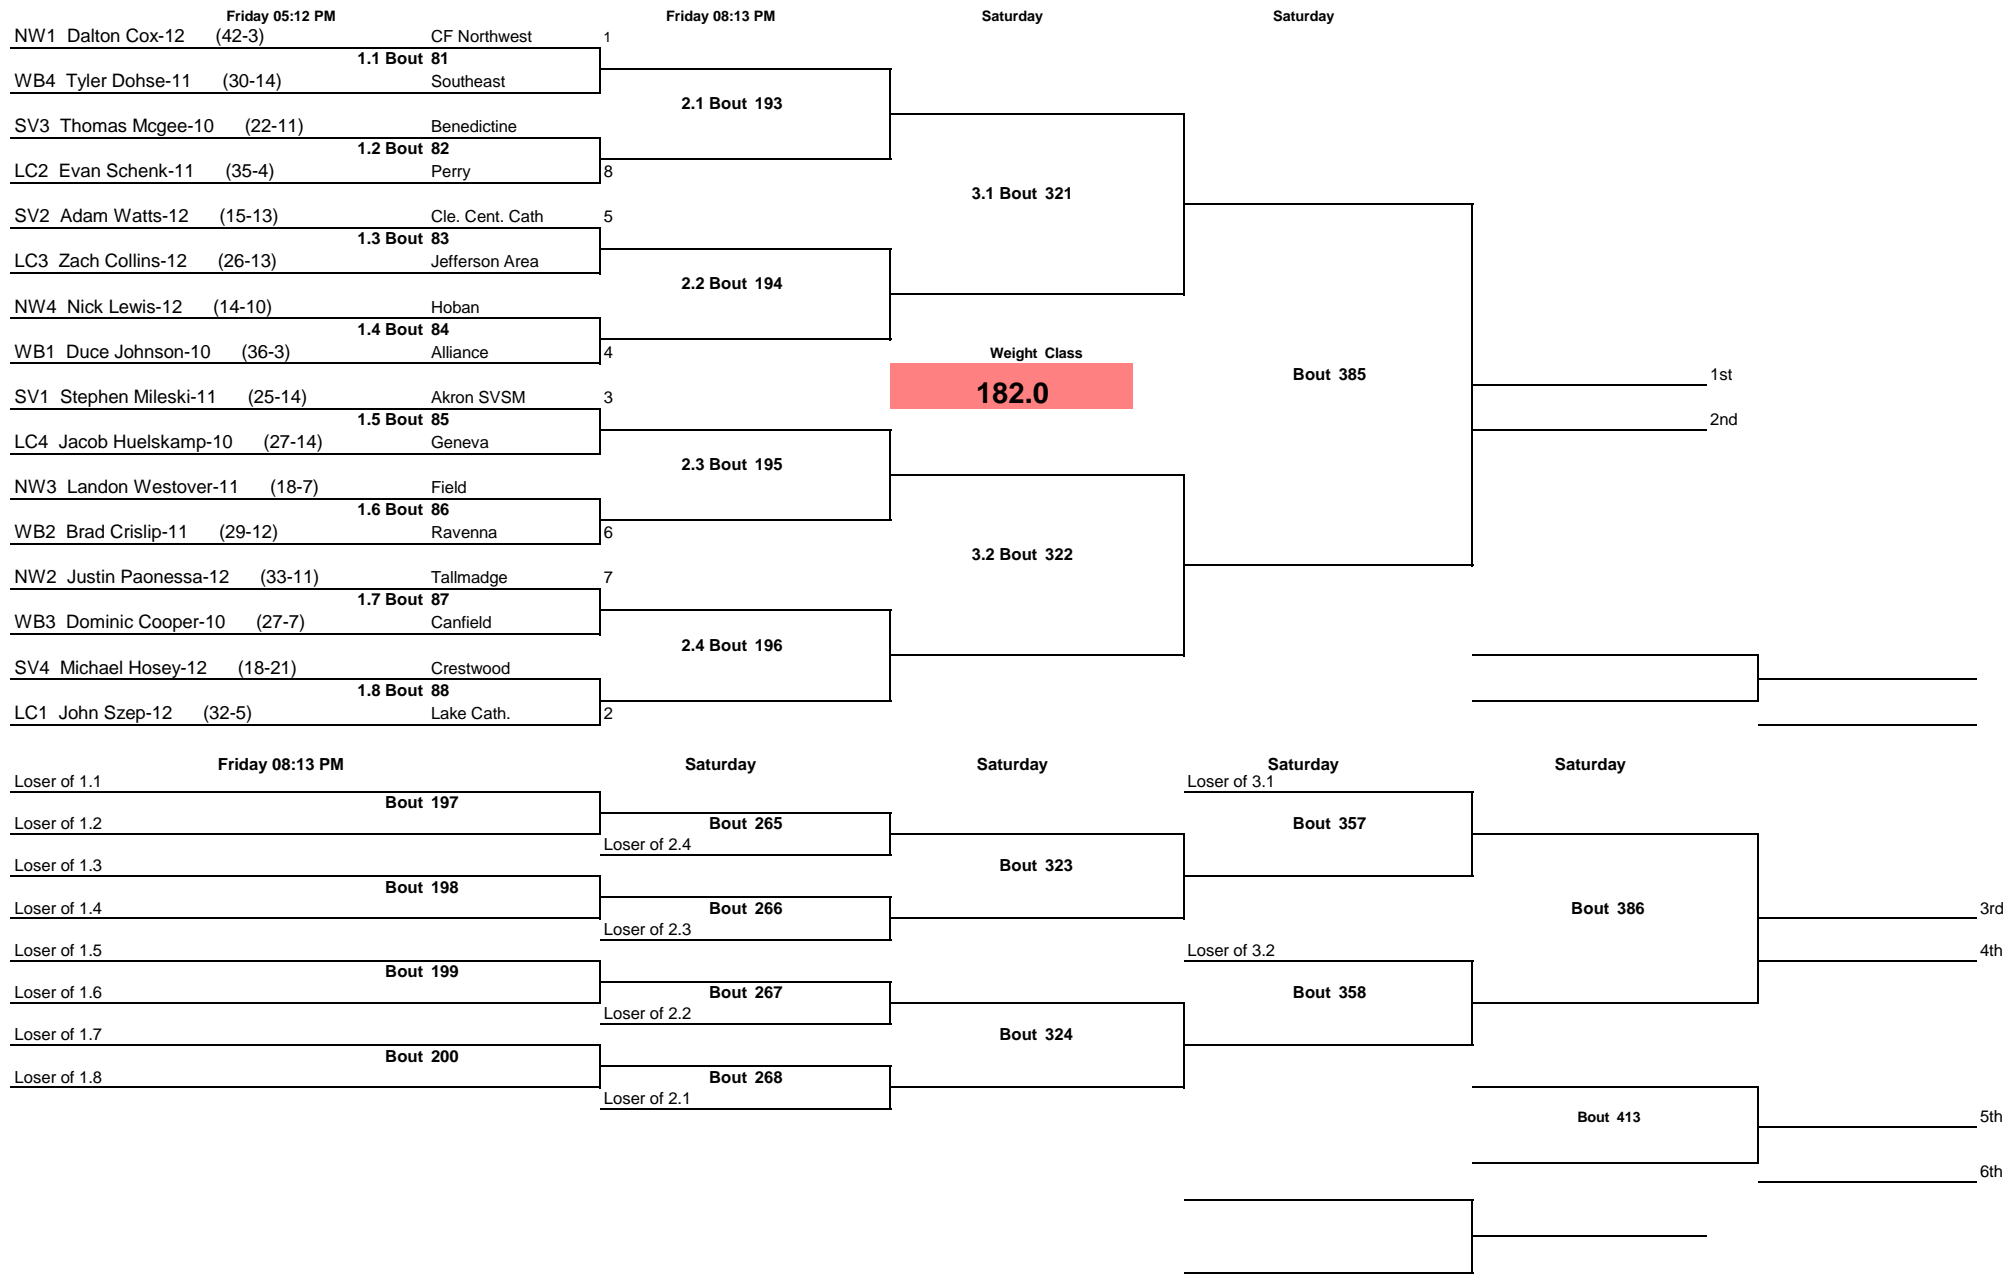 Friday 05:12 PM Friday 08:13 PM Saturday Saturday
NW1 Dalton Cox-12 (42-3) CF Northwest 1
1.1 Bout 81
WB4 Tyler Dohse-11 (30-14) Southeast
2.1 Bout 193
SV3 Thomas Mcgee-10 (22-11) Benedictine
1.2 Bout 82
LC2 Evan Schenk-11 (35-4) Perry 8
3.1 Bout 321
SV2 Adam Watts-12 (15-13) Cle. Cent. Cath 5
1.3 Bout 83
LC3 Zach Collins-12 (26-13) Jefferson Area
2.2 Bout 194
NW4 Nick Lewis-12 (14-10) Hoban
1.4 Bout 84
WB1 Duce Johnson-10 (36-3) Alliance 4 Weight Class
Bout 385 1st
SV1 Stephen Mileski-11 (25-14) Akron SVSM 3 182.0
1.5 Bout 85 2nd
LC4 Jacob Huelskamp-10 (27-14) Geneva
2.3 Bout 195
NW3 Landon Westover-11 (18-7) Field
1.6 Bout 86
WB2 Brad Crislip-11 (29-12) Ravenna 6
3.2 Bout 322
NW2 Justin Paonessa-12 (33-11) Tallmadge 7
1.7 Bout 87
WB3 Dominic Cooper-10 (27-7) Canfield
2.4 Bout 196
SV4 Michael Hosey-12 (18-21) Crestwood
1.8 Bout 88
LC1 John Szep-12 (32-5) Lake Cath. 2
Friday 08:13 PM Saturday Saturday Saturday Saturday
Loser of 1.1 Loser of 3.1
Bout 197
Loser of 1.2 Bout 265 Bout 357
Loser of 2.4
Loser of 1.3 Bout 323
Bout 198
Loser of 1.4 Bout 266 Bout 386 3rd
Loser of 2.3
Loser of 1.5 Loser of 3.2 4th
Bout 199
Loser of 1.6 Bout 267 Bout 358
Loser of 2.2
Loser of 1.7 Bout 324
Bout 200
Loser of 1.8 Bout 268
Loser of 2.1
Bout 413 5th
6th